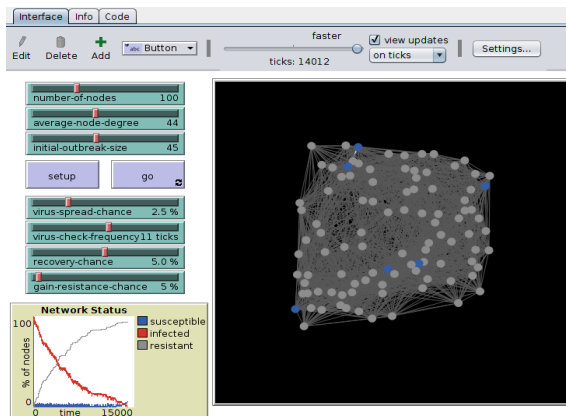 Interface Info Code
Edit Delete Add abc Button faster view updates
ticks: 14012 on ticks Settings...
number-of-nodes 100
average-node-degree 44
initial-outbreak-size 45
setup go
virus-spread-chance 2.5 %
virus-check-frequency 11 ticks
recovery-chance 5.0 %
gain-resistance-chance 5 %
Network Status
100
% of nodes
0
0 time 15000
susceptible
infected
resistant